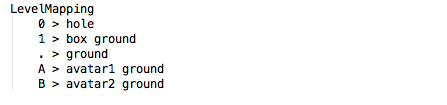 LevelMapping
    0 > hole
    1 > box ground
    . > ground
    A > avatar1 ground
    B > avatar2 ground